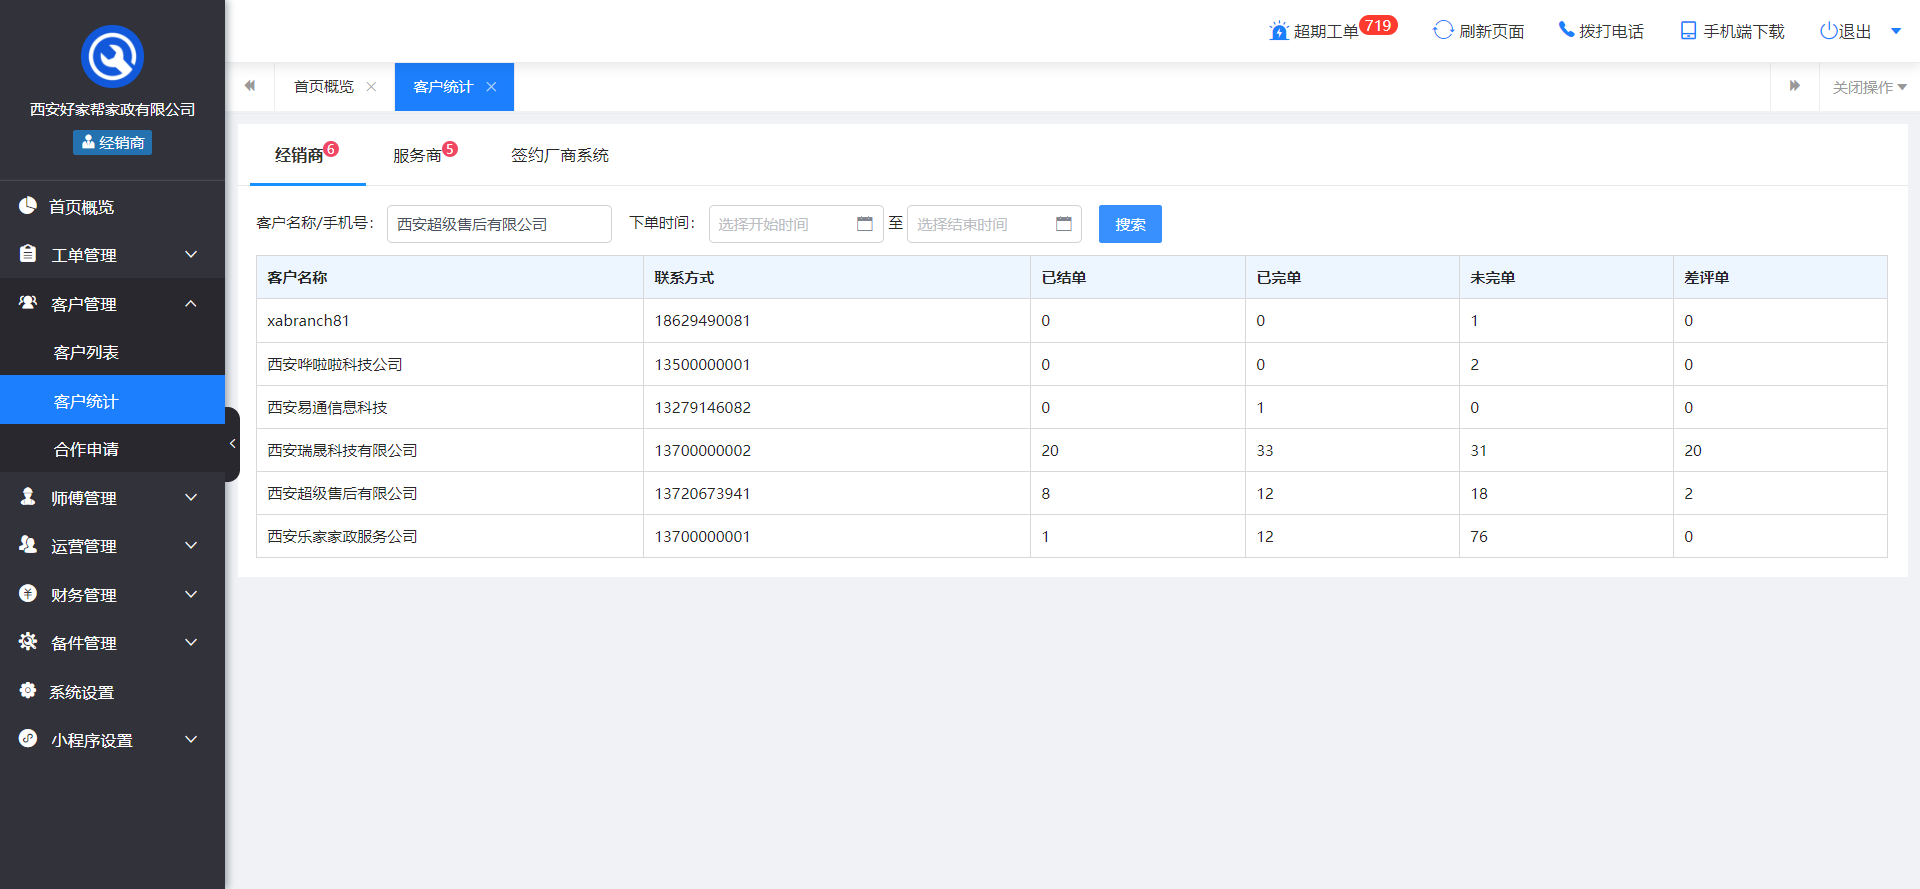 西安好家帮家政有限公司
经销商
首页概览
工单管理
客户管理
客户列表
客户统计
合作申请
师傅管理
运营管理
财务管理
备件管理
系统设置
小程序设置
超期工单 719 刷新页面 拨打电话 手机端下载 退出
首页概览 客户统计 关闭操作
经销商 6 服务商 5 签约厂商系统
客户名称/手机号： 西安超级售后有限公司 下单时间： 选择开始时间 至 选择结束时间 搜索
客户名称 联系方式 已结单 已完单 未完单 差评单
xabranch81 18629490081 0 0 1 0
西安哗啦啦科技公司 13500000001 0 0 2 0
西安易通信息科技 13279146082 0 1 0 0
西安瑞晟科技有限公司 13700000002 20 33 31 20
西安超级售后有限公司 13720673941 8 12 18 2
西安乐家家政服务公司 13700000001 1 12 76 0